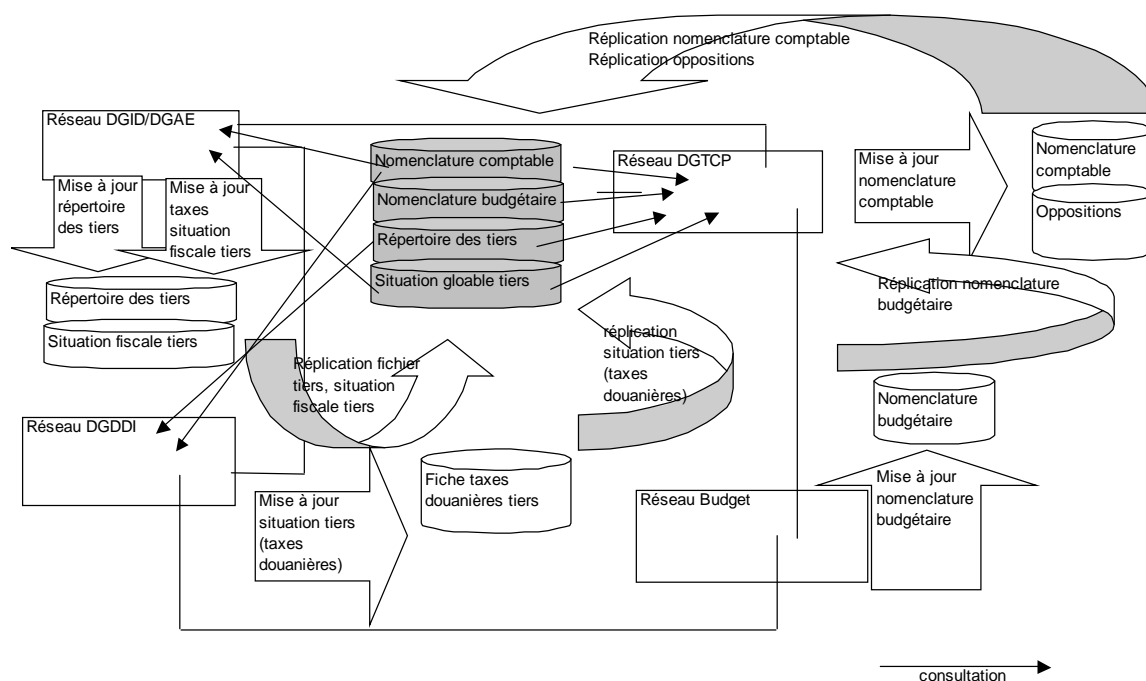 Réplication nomenclature comptable
Réplication oppositions
Réseau DGID/DGAE
Nomenclature comptable
Nomenclature budgétaire
Répertoire des tiers
Situation gloable tiers
Réseau DGTCP
Mise à jour
nomenclature
comptable
Nomenclature
comptable
Oppositions
Mise à jour
répertoire
des tiers
Mise à jour
taxes
situation
fiscale tiers
Répertoire des tiers
Situation fiscale tiers
Réplication fichier
tiers, situation
fiscale tiers
réplication
situation tiers
(taxes
douanières)
Réplication nomenclature
budgétaire
Nomenclature
budgétaire
Réseau DGDDI
Mise à jour
situation tiers
(taxes
douanières)
Fiche taxes
douanières tiers
Réseau Budget
Mise à jour
nomenclature
budgétaire
consultation